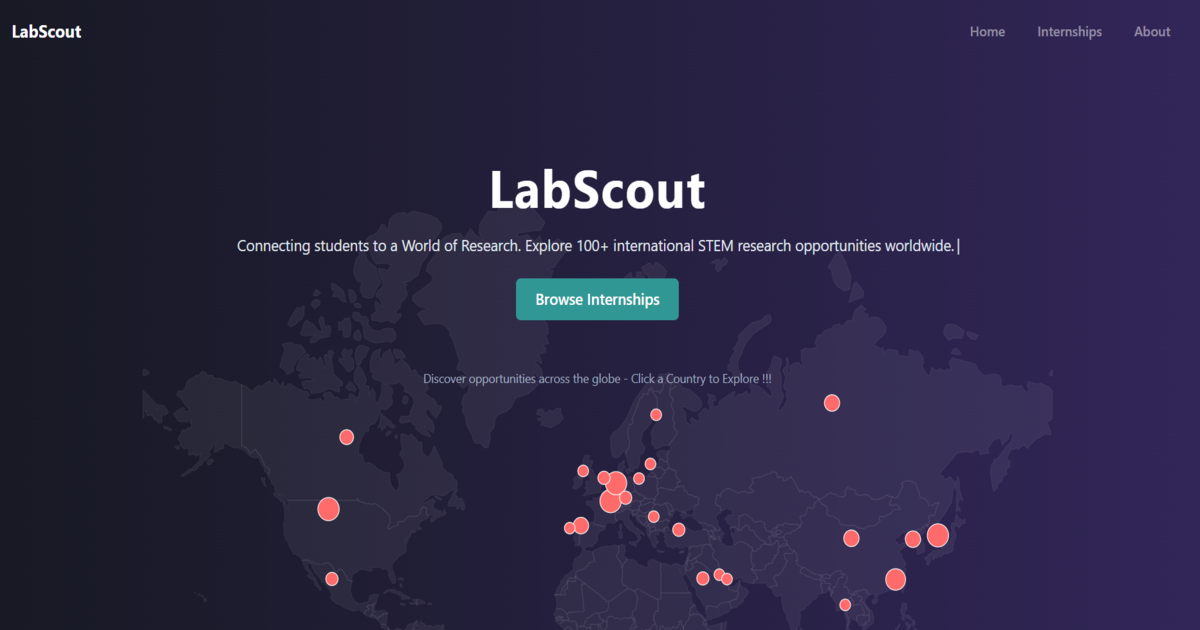 LabScout
Home Internships About
LabScout
Connecting students to a World of Research. Explore 100+ international STEM research opportunities worldwide.|
Browse Internships
Discover opportunities across the globe - Click a Country to Explore !!!